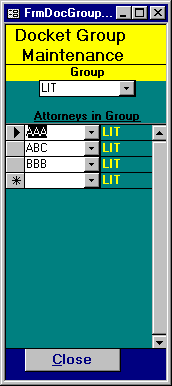 FrmDocGroup...
Docket Group
Maintenance
Group
LIT
Attorneys in Group
AAA LIT
ABC LIT
BBB LIT
LIT
Close